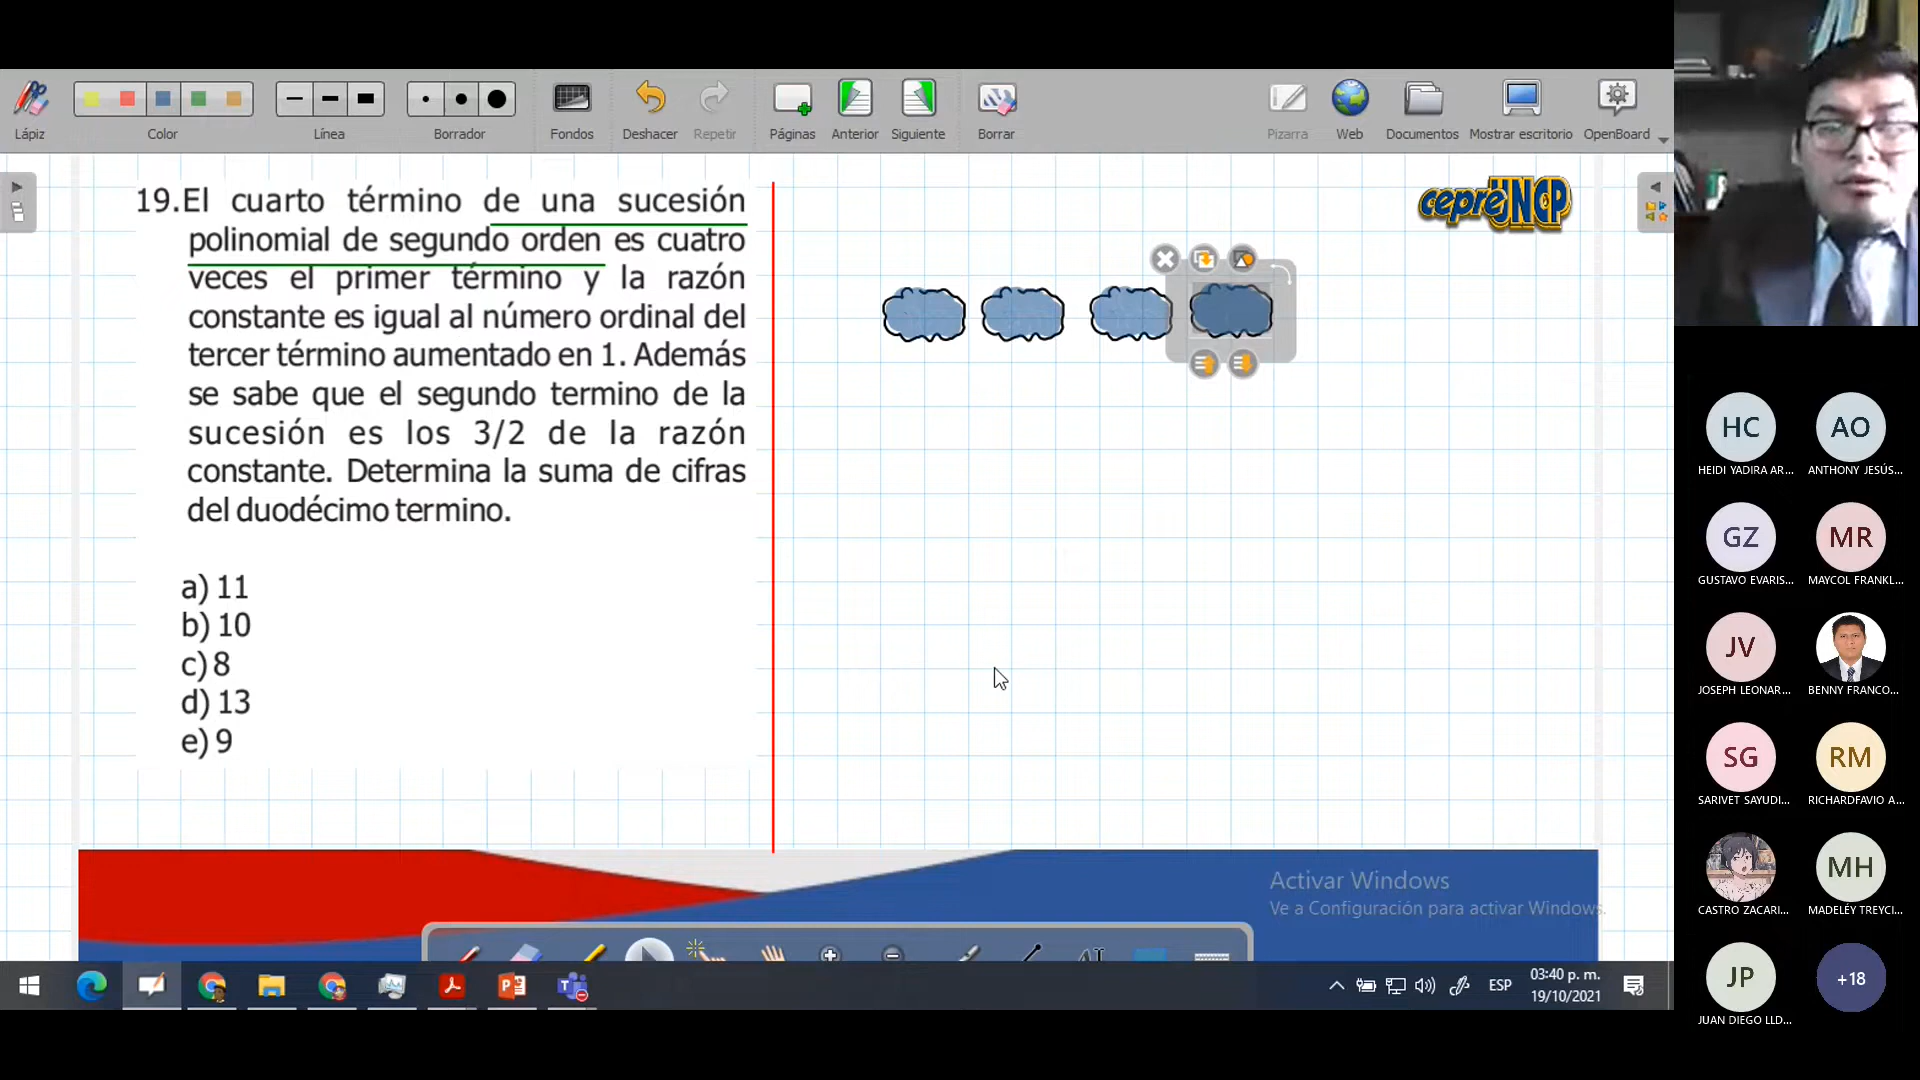 Lápiz
Color
Línea
Borrador
Fondos
Deshacer
Repetir
Páginas
Anterior
Siguiente
Borrar
Pizarra
Web
Documentos
Mostrar escritorio
OpenBoard
cepreUNCP
19.El cuarto término de una sucesión
polinomial de segundo orden es cuatro
veces el primer término y la razón
constante es igual al número ordinal del
tercer término aumentado en 1. Además
se sabe que el segundo termino de la
sucesión es los 3/2 de la razón
constante. Determina la suma de cifras
del duodécimo termino.
a) 11
b) 10
c) 8
d) 13
e) 9
Activar Windows
Ve a Configuración para activar Windows.
ESP
03:40 p. m.
19/10/2021
HC
HEIDI YADIRA AR...
AO
ANTHONY JESÚS...
GZ
GUSTAVO EVARIS...
MR
MAYCOL FRANKL...
JV
JOSEPH LEONAR...
BENNY FRANCO...
SG
SARIVET SAYUDI...
RM
RICHARDFAVIO A...
CASTRO ZACARI...
MH
MADELÉY TREYCI...
JP
JUAN DIEGO LLD...
+18